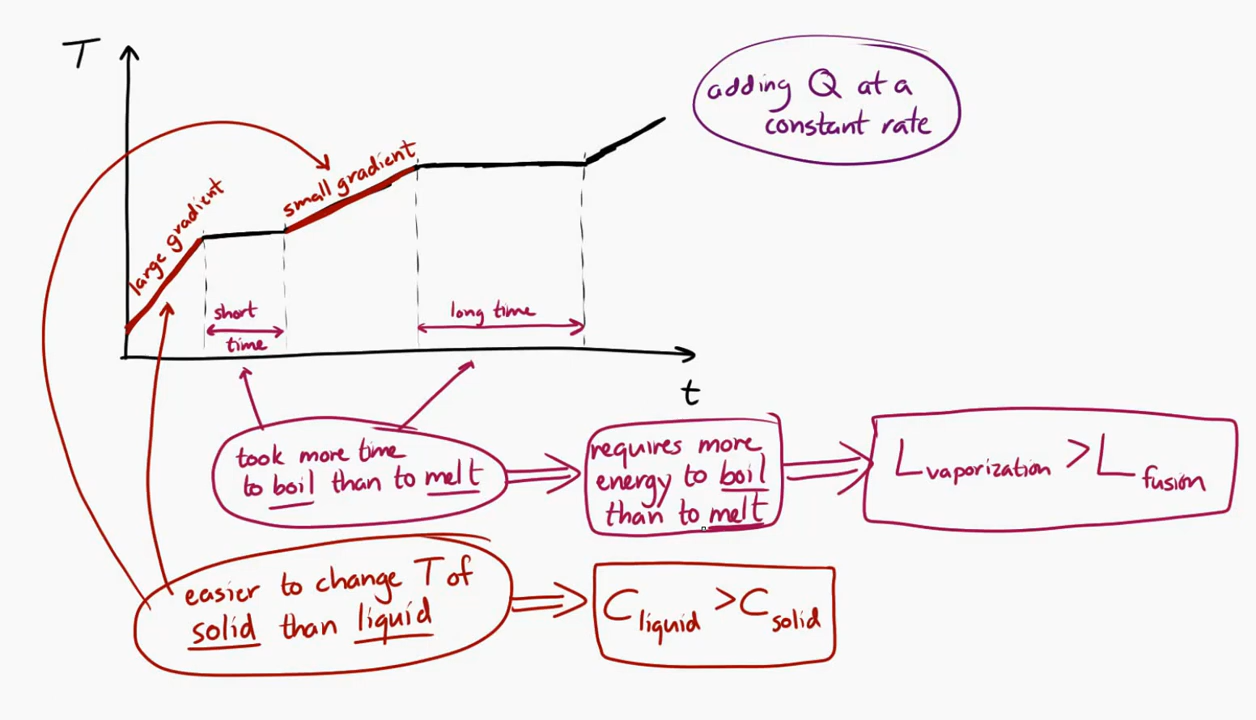 T
adding Q at a
constant rate
large gradient
small gradient
short
time
long time
t
took more time
to boil than to melt
requires more
energy to boil
than to melt
L vaporization > L fusion
easier to change T of
solid than liquid
C liquid > C solid